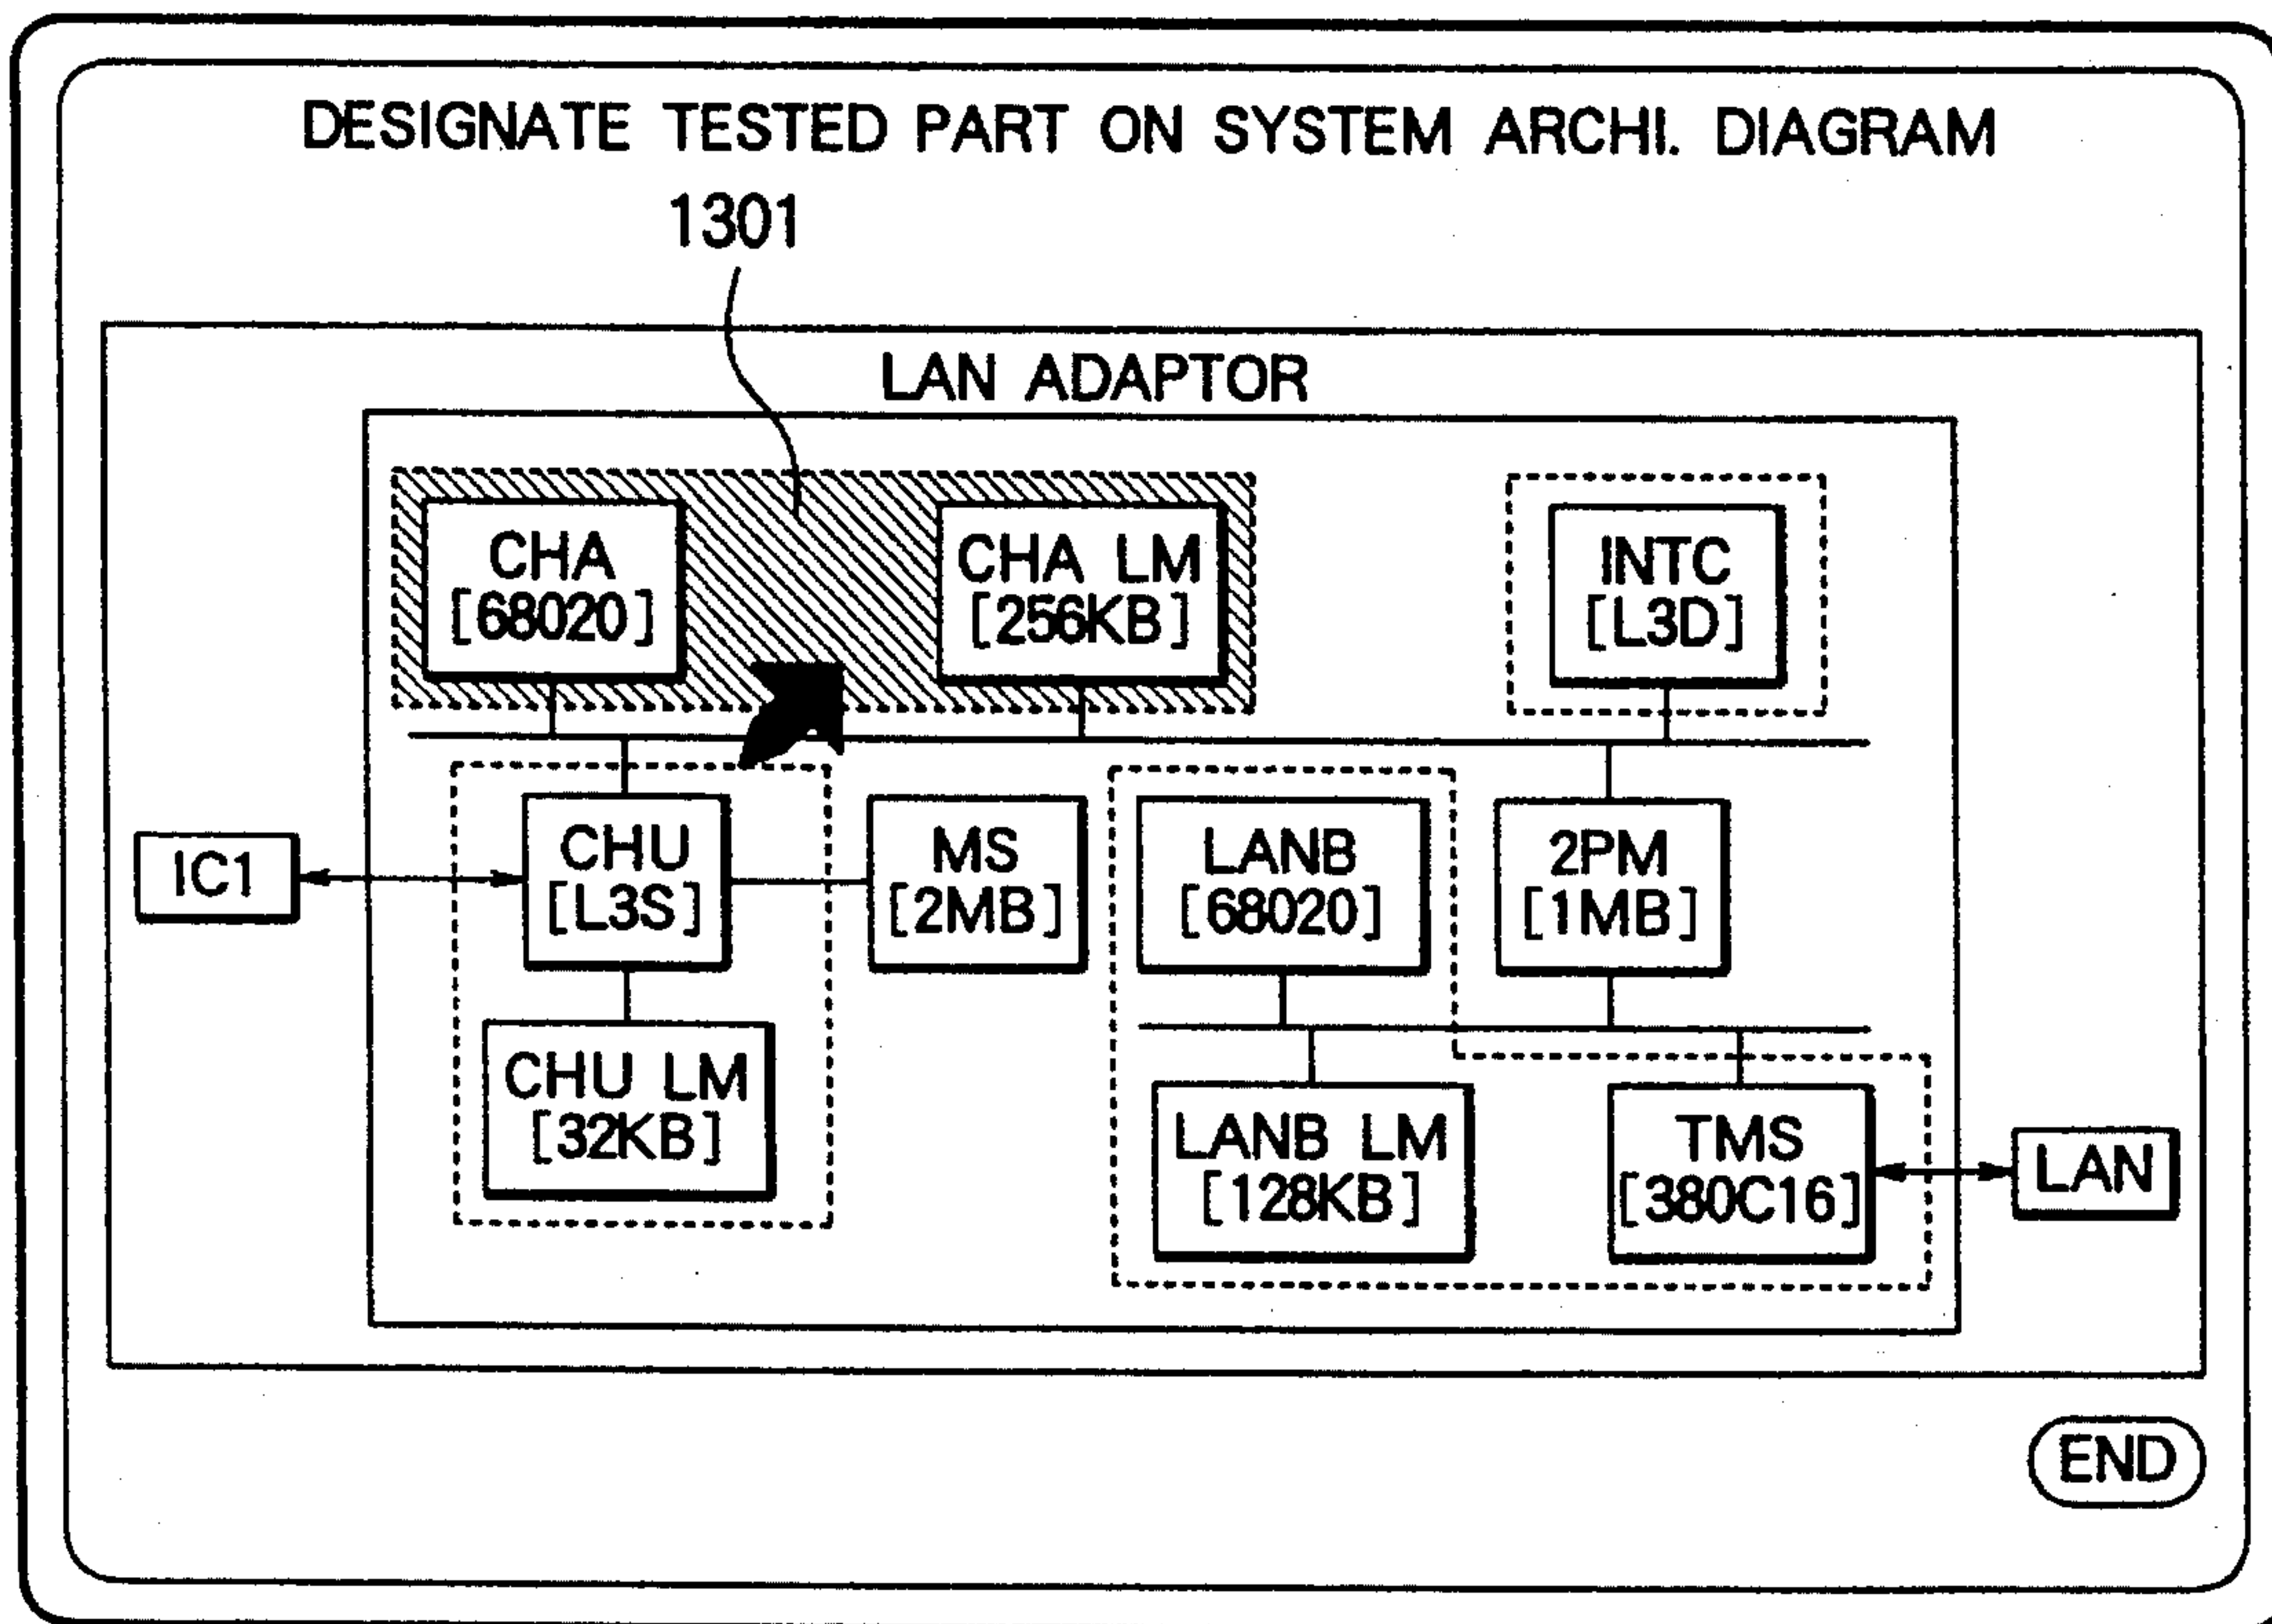 DESIGNATE TESTED PART ON SYSTEM ARCHI. DIAGRAM
1301
LAN ADAPTOR
CHA
[68020]
CHA LM
[256KB]
INTC
[L3D]
IC1
CHU
[L3S]
MS
[2MB]
LANB
[68020]
2PM
[1MB]
CHU LM
[32KB]
LANB LM
[128KB]
TMS
[380C16]
LAN
END